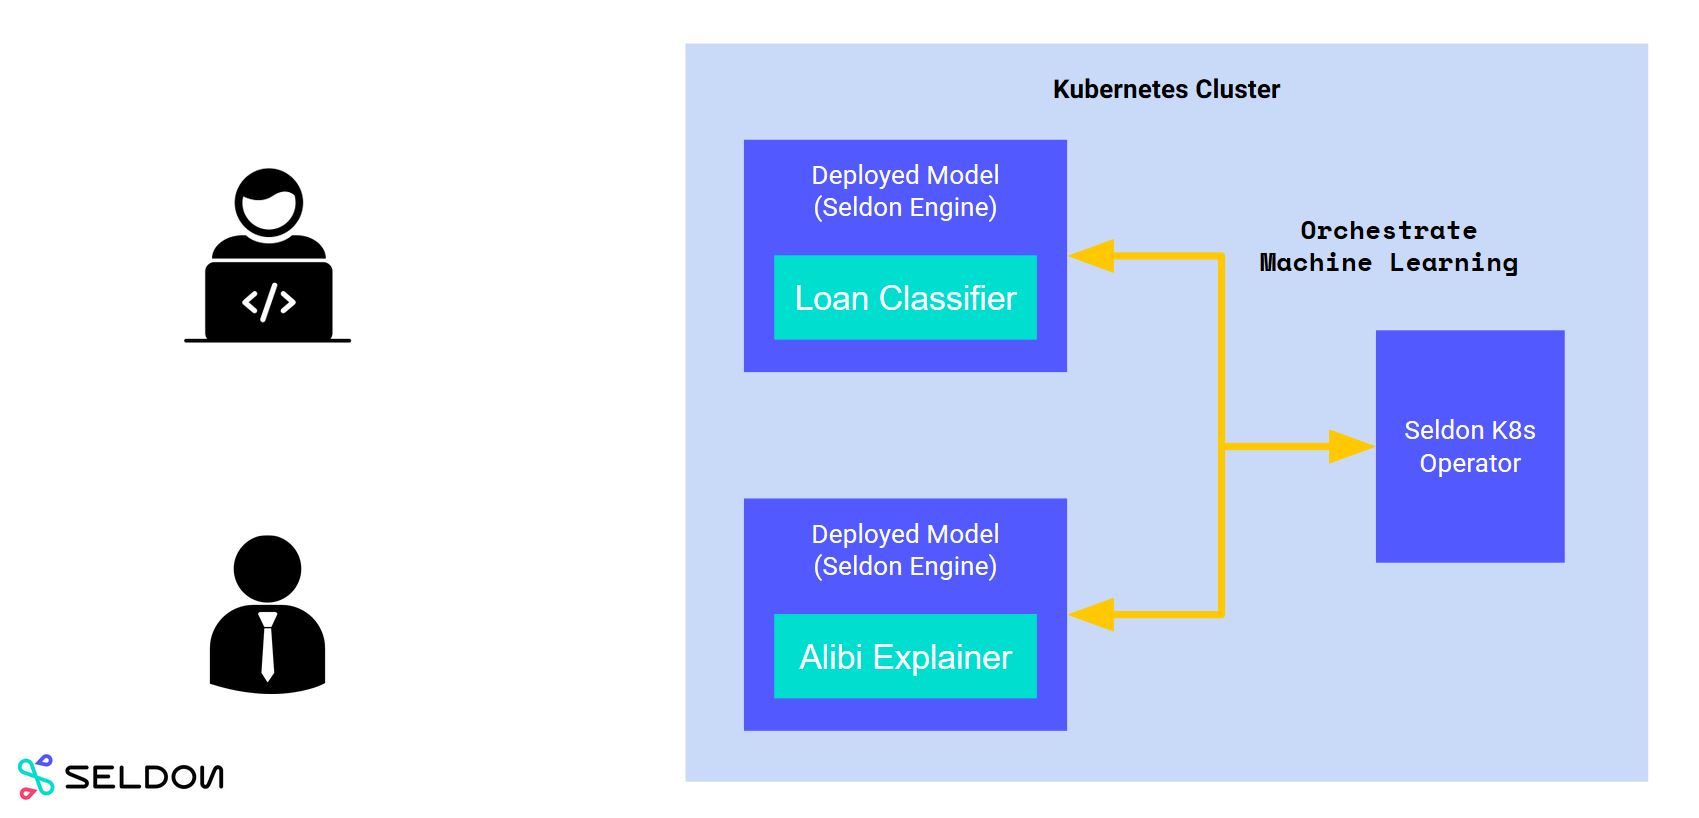 Kubernetes Cluster
Deployed Model
(Seldon Engine)
Loan Classifier
Orchestrate
Machine Learning
Seldon K8s
Operator
Deployed Model
(Seldon Engine)
Alibi Explainer
</>
SELDON